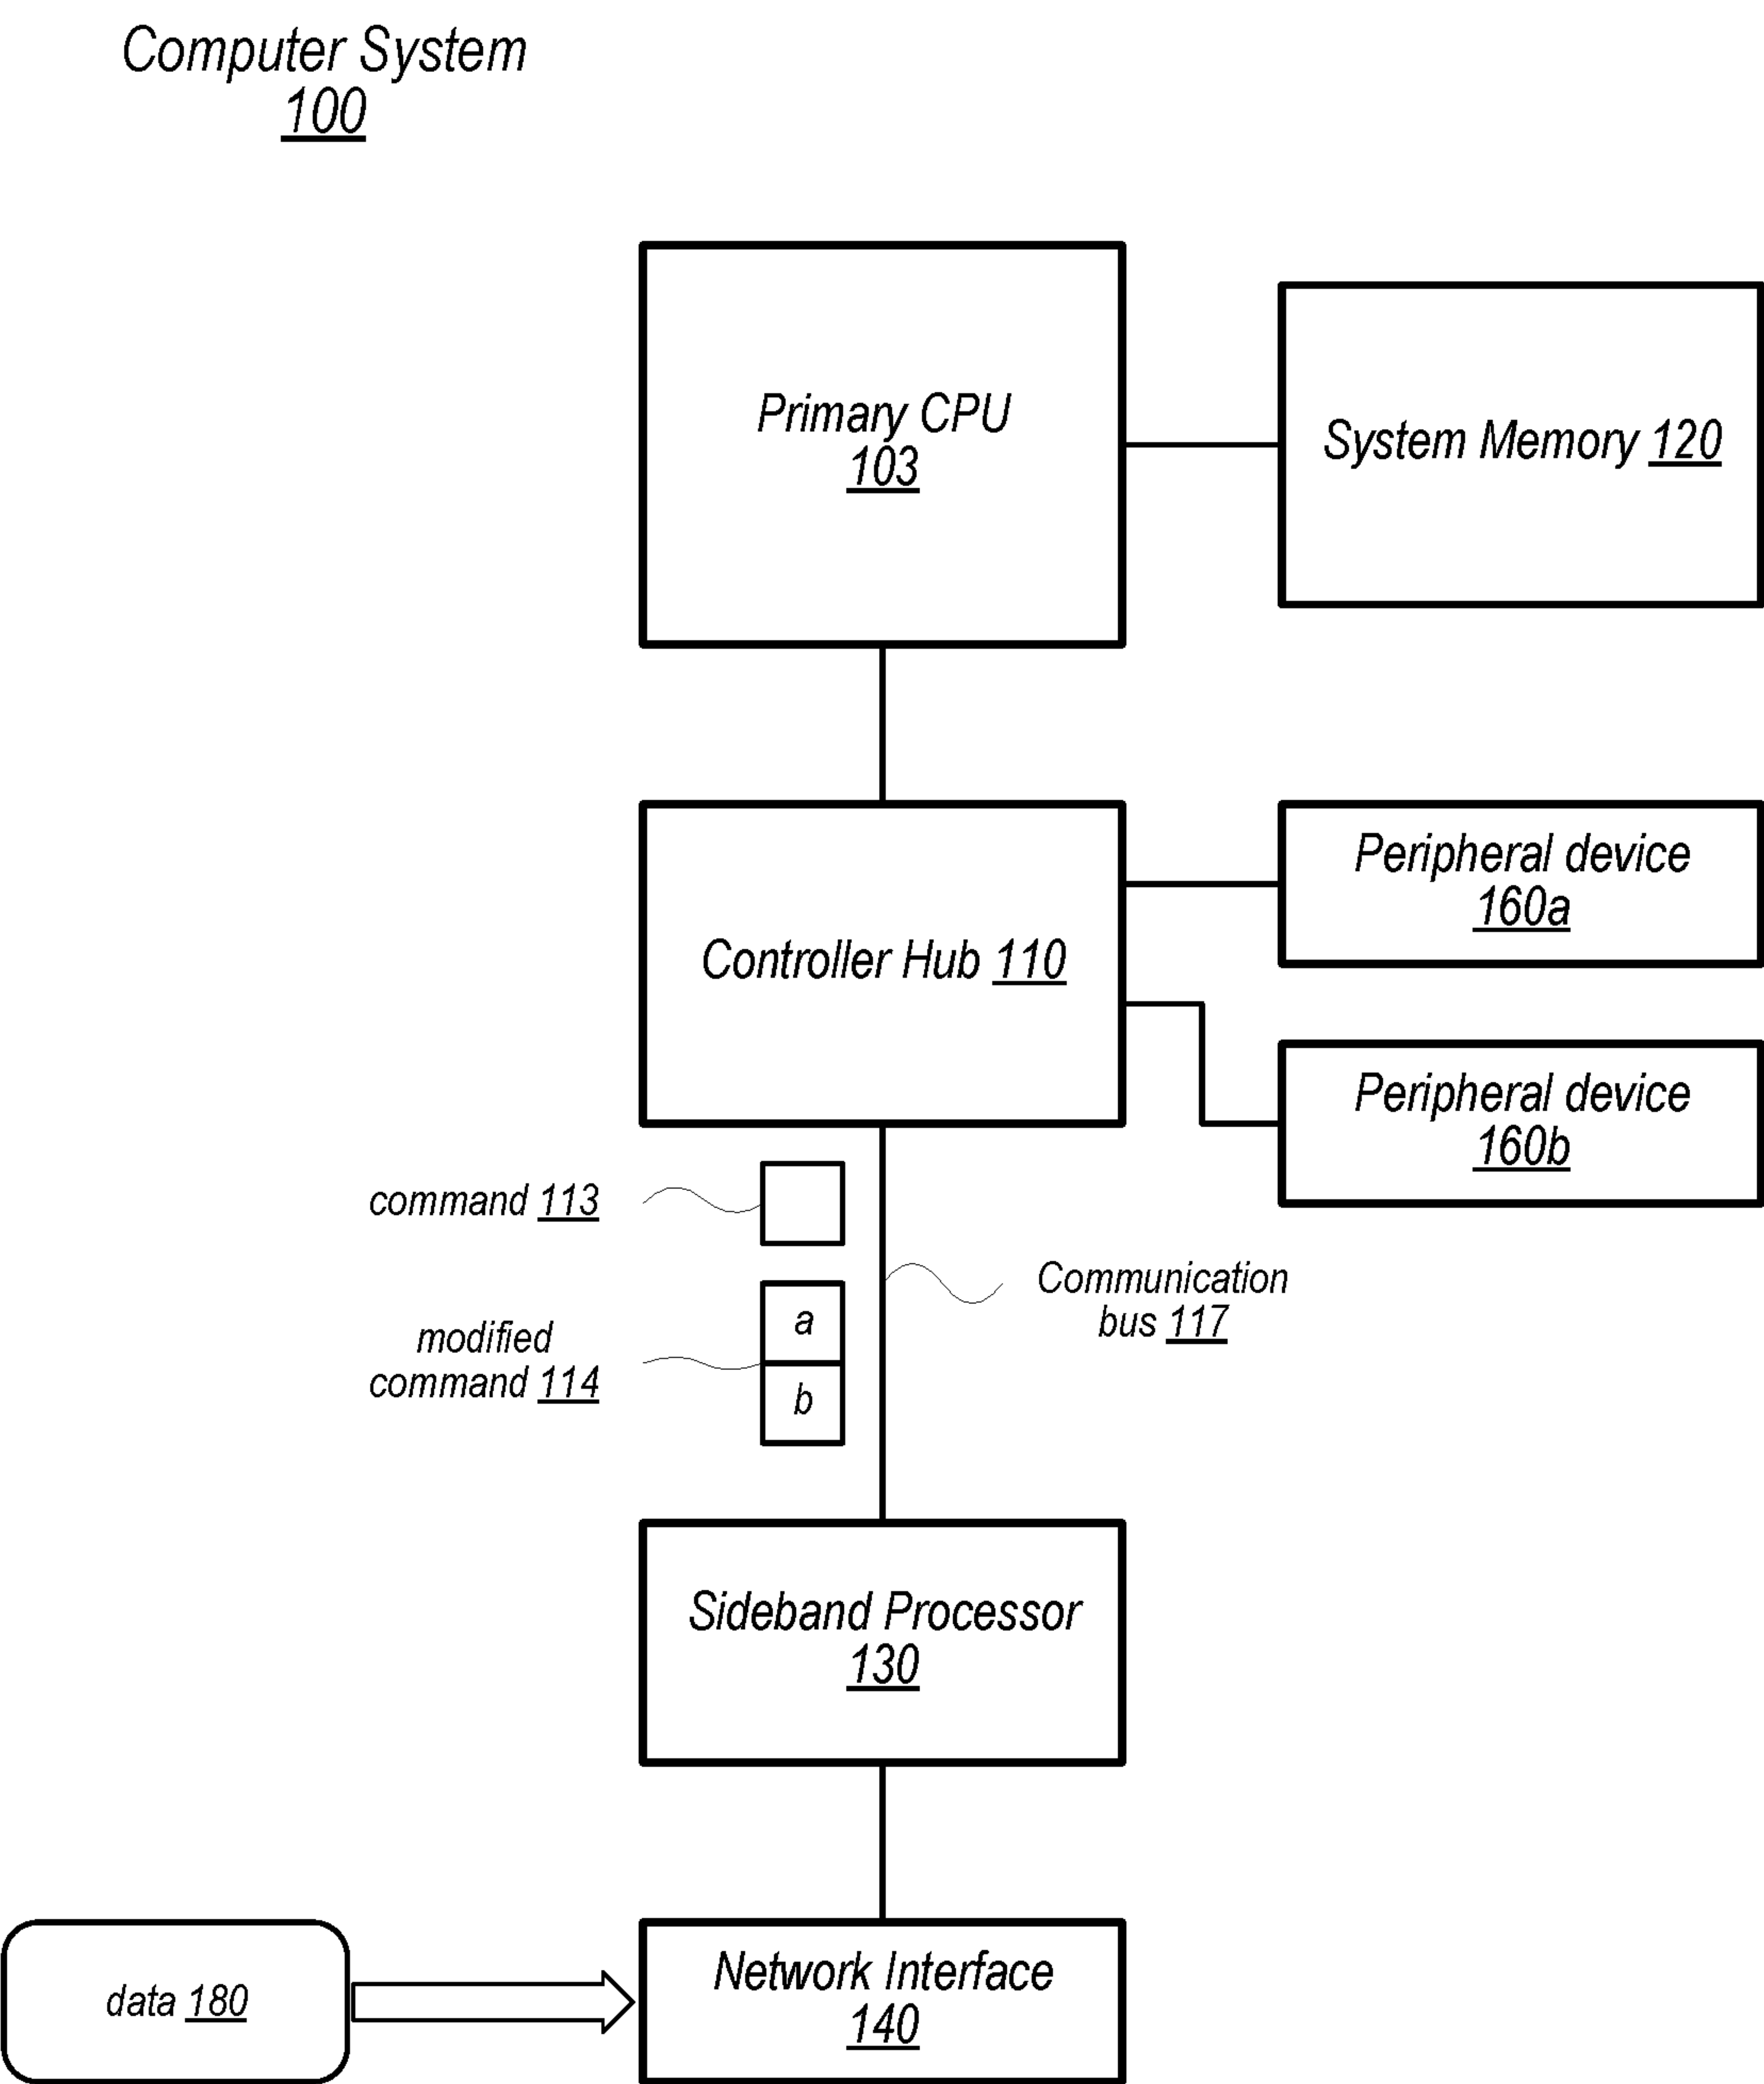 Computer System
100
Primary CPU
103
System Memory 120
Controller Hub 110
Peripheral device
160a
Peripheral device
160b
command 113
modified
command 114
a
b
Communication
bus 117
Sideband Processor
130
Network Interface
140
data 180